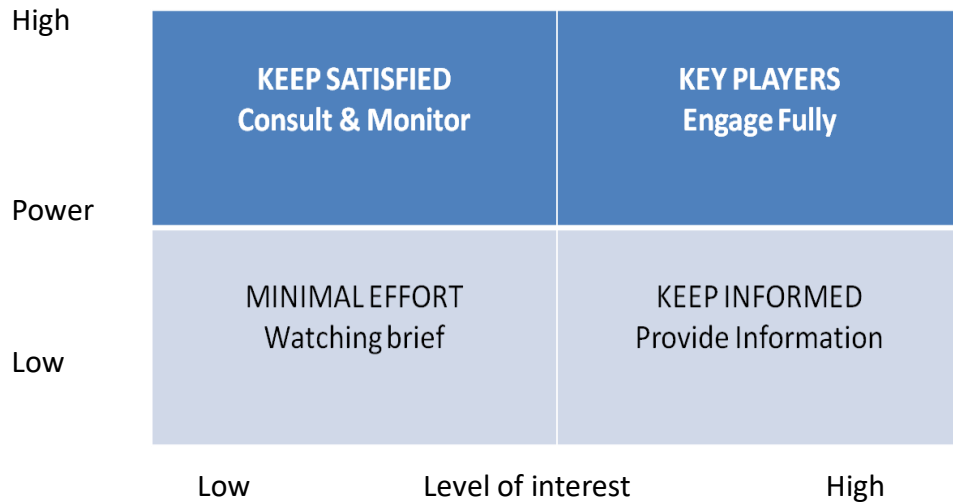 High
KEEP SATISFIED
Consult & Monitor
KEY PLAYERS
Engage Fully
Power
MINIMAL EFFORT
Watching brief
KEEP INFORMED
Provide Information
Low
Low Level of interest High